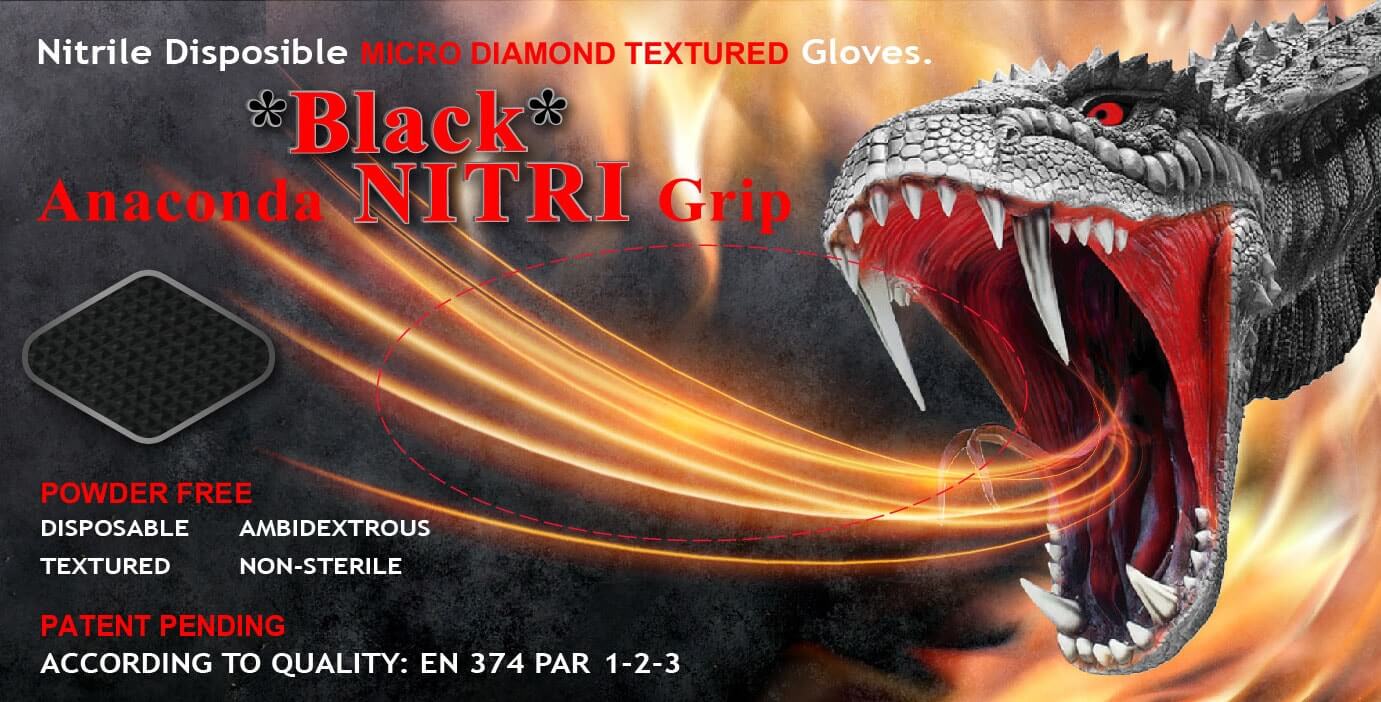 Nitrile Disposible MICRO DIAMOND TEXTURED Gloves.
*Black*
Anaconda NITRI Grip
POWDER FREE
DISPOSABLE AMBIDEXTROUS
TEXTURED NON-STERILE
PATENT PENDING
ACCORDING TO QUALITY: EN 374 PAR 1-2-3